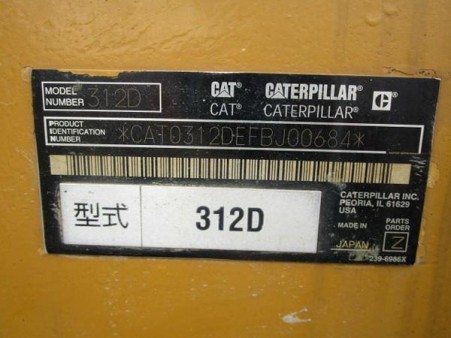 MODEL NUMBER 312D
CAT CATERPILLAR C
CAT® CATERPILLAR®
PRODUCT IDENTIFICATION NUMBER *CAT0312DEFBJ00684*
型式 312D
CATERPILLAR INC.
PEORIA, IL 61629
USA
MADE IN JAPAN
PARTS ORDER Z
239-6986X